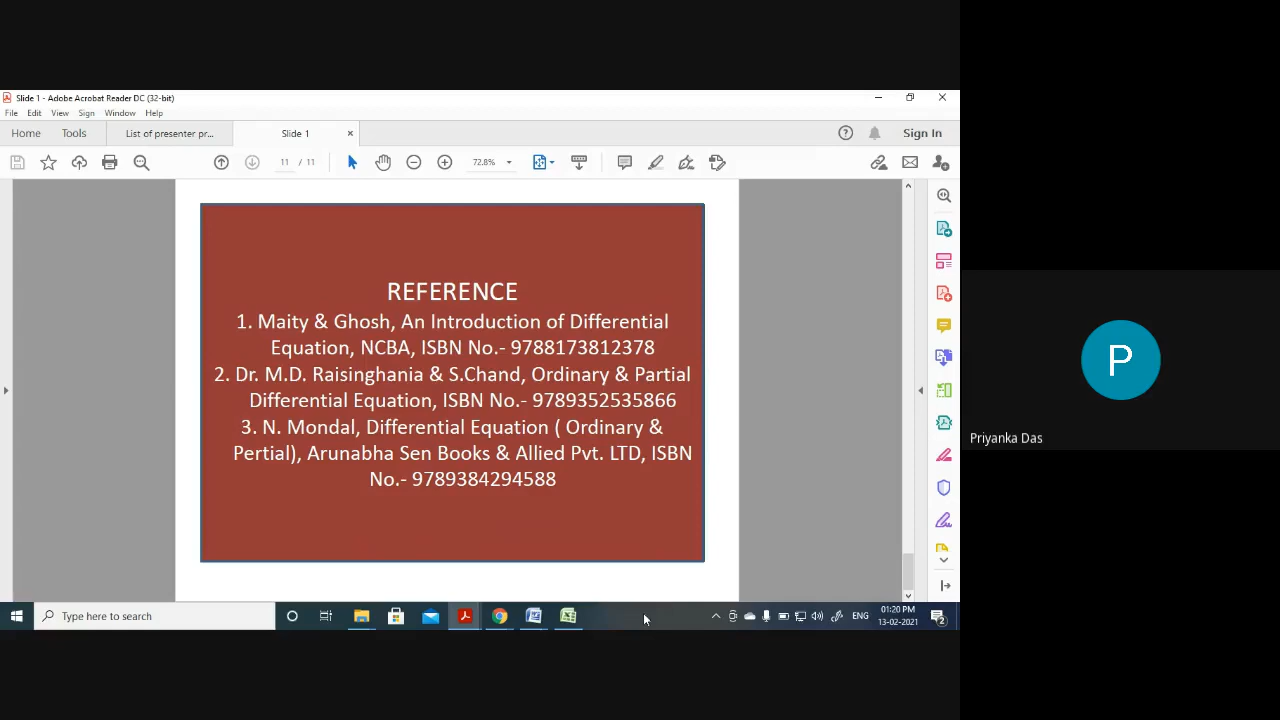 Slide 1 - Adobe Acrobat Reader DC (32-bit)
File Edit View Sign Window Help
Home Tools List of presenter pr... Slide 1 Sign In
11 / 11 72.8%
REFERENCE
1. Maity & Ghosh, An Introduction of Differential
Equation, NCBA, ISBN No.- 9788173812378
2. Dr. M.D. Raisinghania & S.Chand, Ordinary & Partial
Differential Equation, ISBN No.- 9789352535866
3. N. Mondal, Differential Equation ( Ordinary &
Pertial), Arunabha Sen Books & Allied Pvt. LTD, ISBN
No.- 9789384294588
P
Priyanka Das
Type here to search
ENG
01:20 PM
13-02-2021
2